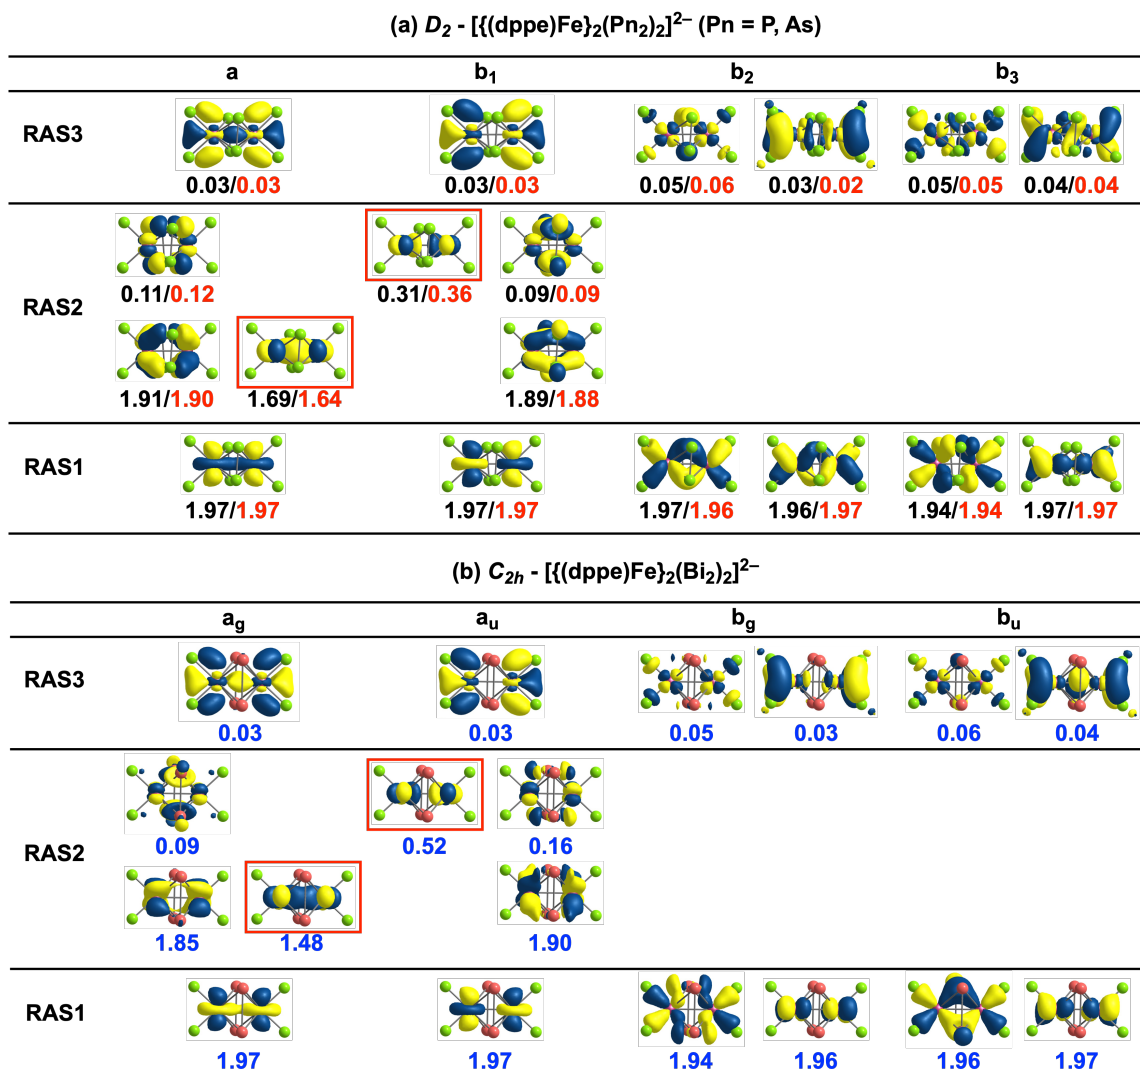 (a) D2 - [{(dppe)Fe}2(Pn2)2]2– (Pn = P, As)
a b1 b2 b3
RAS3
0.03/0.03 0.03/0.03 0.05/0.06 0.03/0.02 0.05/0.05 0.04/0.04
RAS2
0.11/0.12 0.31/0.36 0.09/0.09
1.91/1.90 1.69/1.64 1.89/1.88
RAS1
1.97/1.97 1.97/1.97 1.97/1.96 1.96/1.97 1.94/1.94 1.97/1.97
(b) C2h - [{(dppe)Fe}2(Bi2)2]2–
ag au bg bu
RAS3
0.03 0.03 0.05 0.03 0.06 0.04
RAS2
0.09 0.52 0.16
1.85 1.48 1.90
RAS1
1.97 1.97 1.94 1.96 1.96 1.97